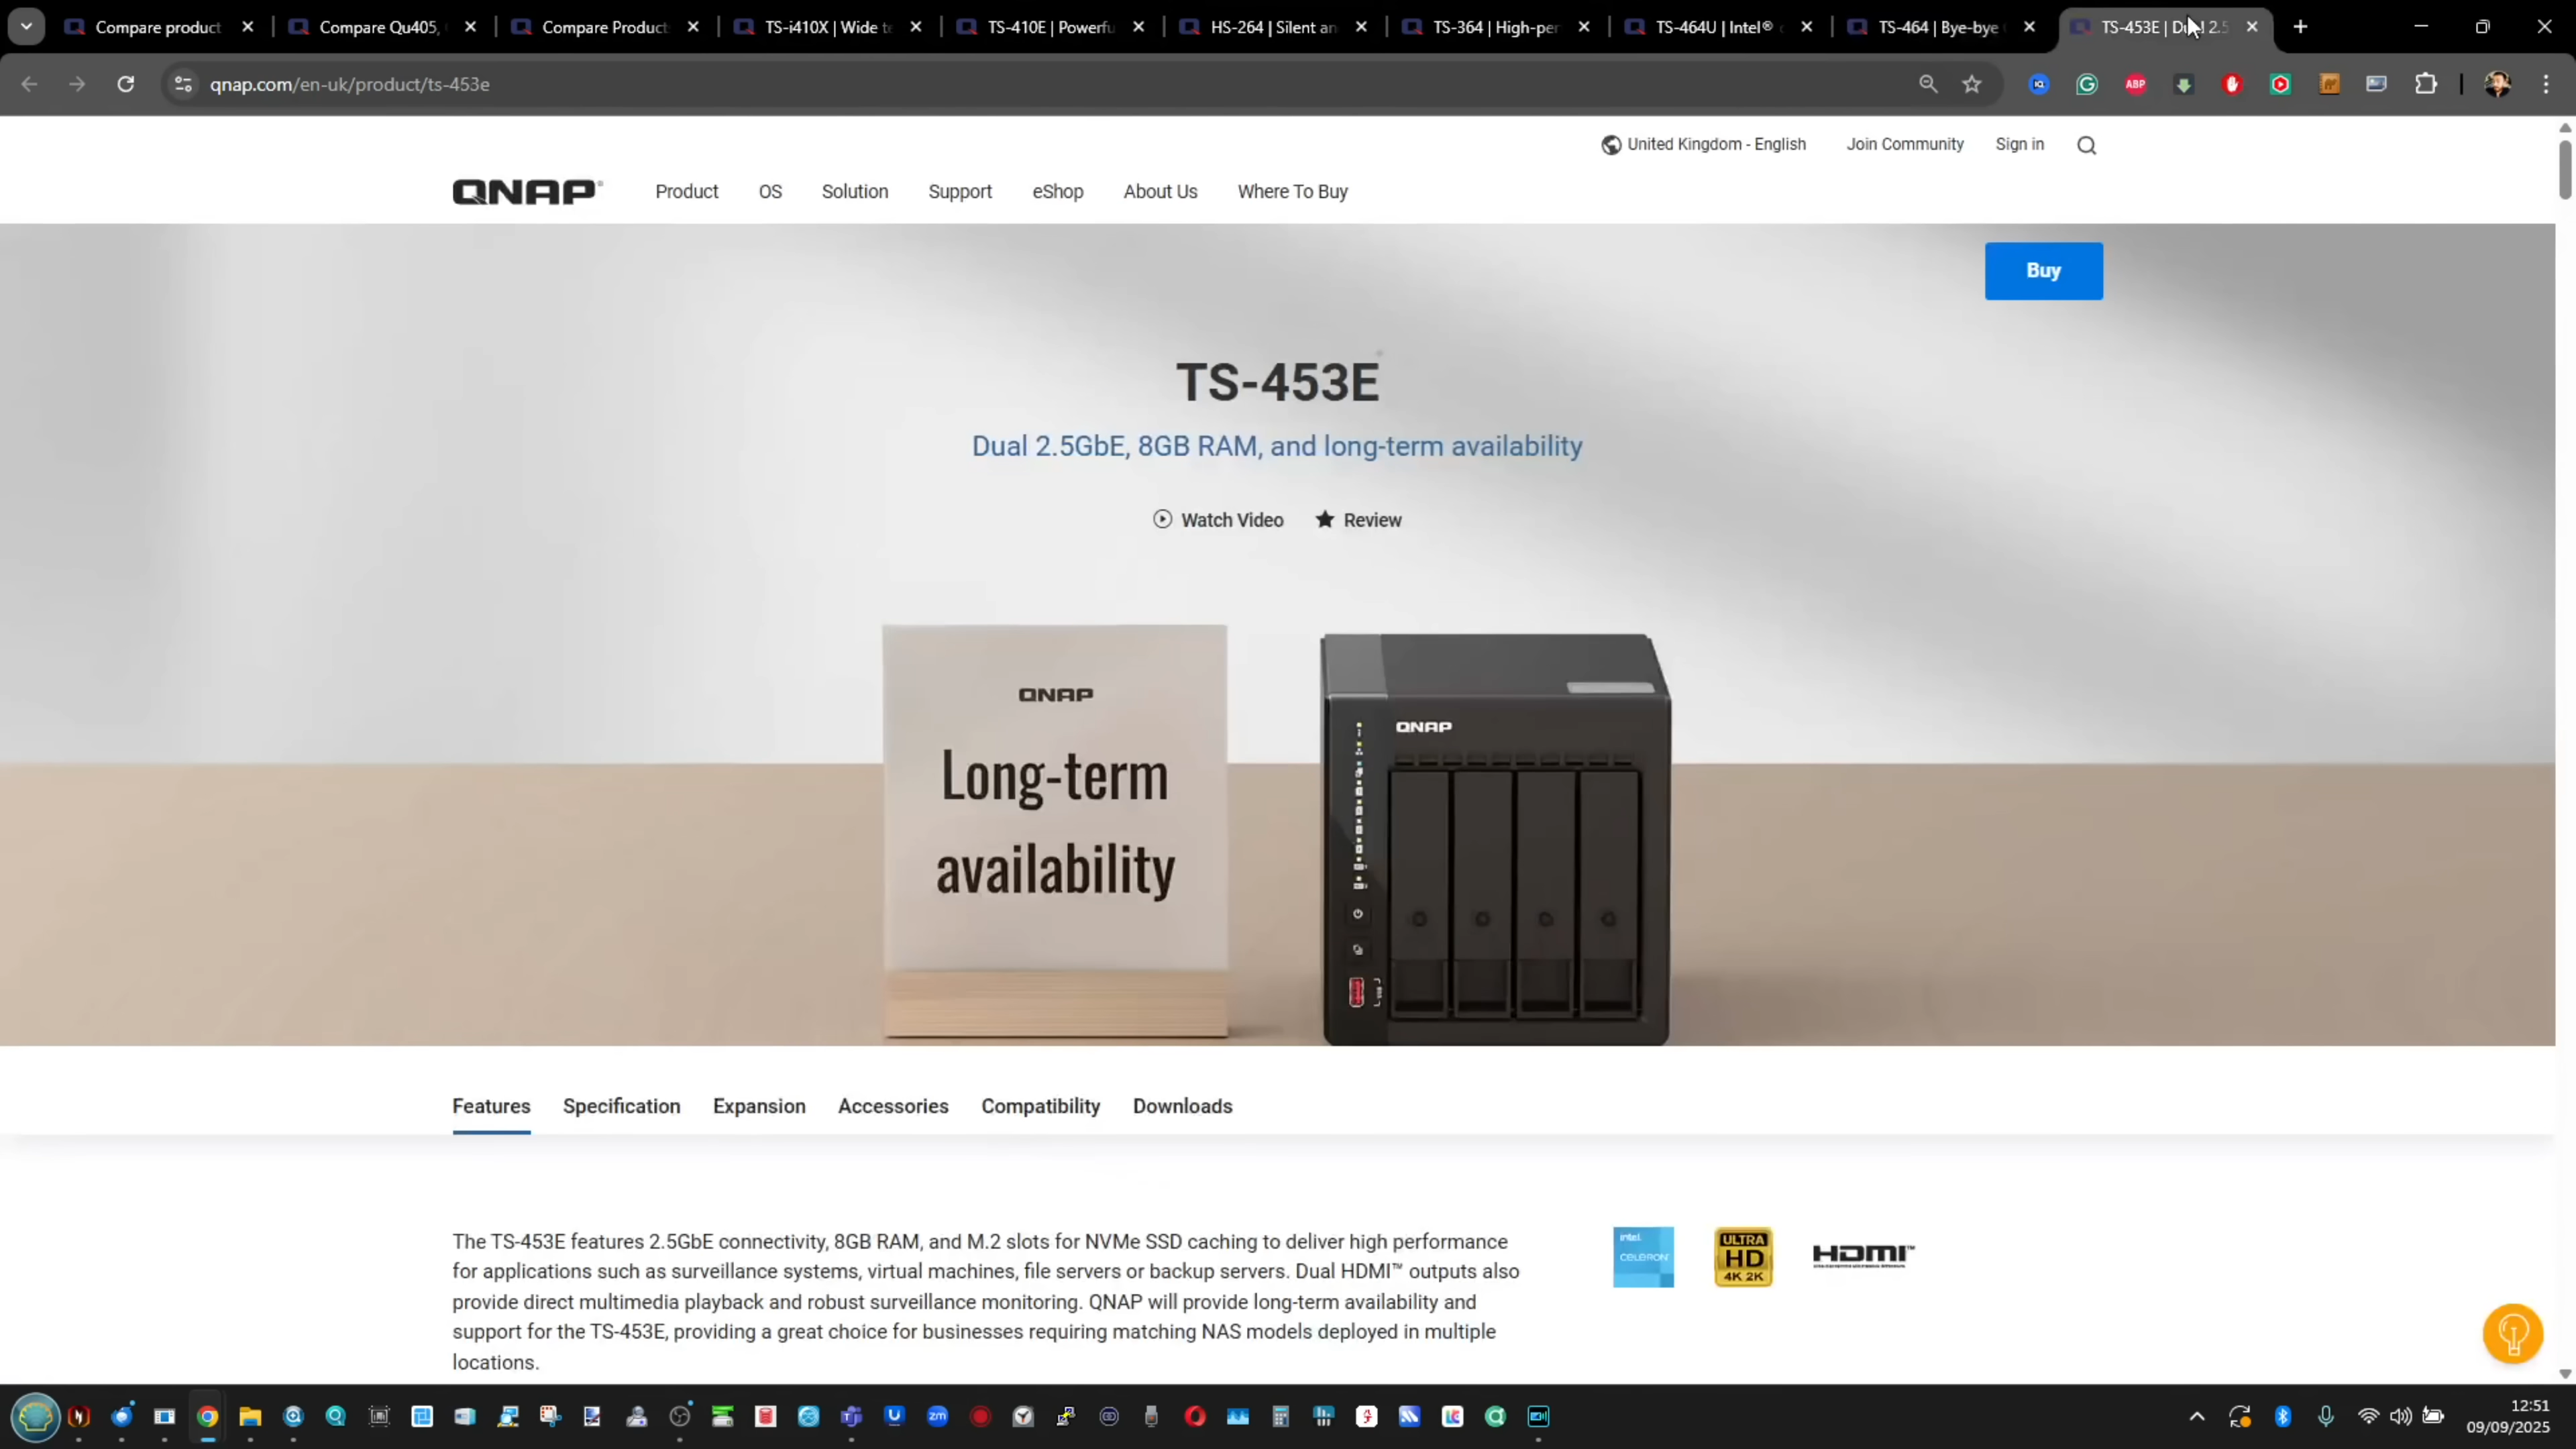 Compare product
Compare Qu405,
Compare Product
TS-i410X | Wide te
TS-410E | Powerfu
HS-264 | Silent an
TS-364 | High-per
TS-464U | Intel®
TS-464 | Bye-bye
TS-453E | Dual 2.5
qnap.com/en-uk/product/ts-453e
ABP
United Kingdom - English
Join Community
Sign in
QNAP
Product
OS
Solution
Support
eShop
About Us
Where To Buy
Buy
TS-453E
Dual 2.5GbE, 8GB RAM, and long-term availability
Watch Video
Review
QNAP
Long-term
availability
QNAP
Features
Specification
Expansion
Accessories
Compatibility
Downloads
The TS-453E features 2.5GbE connectivity, 8GB RAM, and M.2 slots for NVMe SSD caching to deliver high performance
for applications such as surveillance systems, virtual machines, file servers or backup servers. Dual HDMI™ outputs also
provide direct multimedia playback and robust surveillance monitoring. QNAP will provide long-term availability and
support for the TS-453E, providing a great choice for businesses requiring matching NAS models deployed in multiple
locations.
intel.
CELERON
ULTRA
HD
4K 2K
HDMI™
zm
12:51
09/09/2025